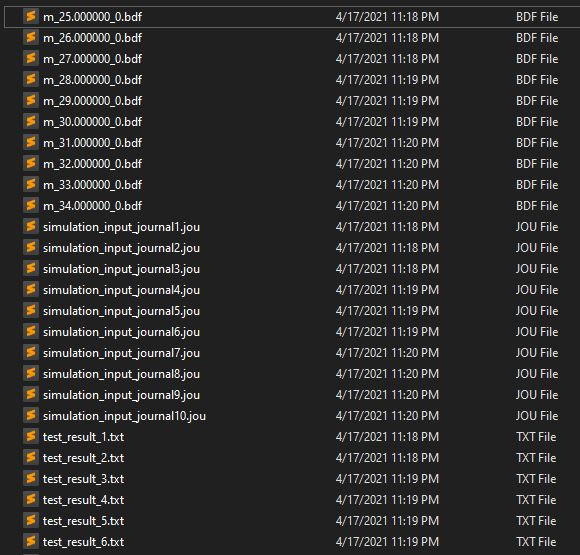 m_25.000000_0.bdf 4/17/2021 11:18 PM BDF File
m_26.000000_0.bdf 4/17/2021 11:18 PM BDF File
m_27.000000_0.bdf 4/17/2021 11:18 PM BDF File
m_28.000000_0.bdf 4/17/2021 11:19 PM BDF File
m_29.000000_0.bdf 4/17/2021 11:19 PM BDF File
m_30.000000_0.bdf 4/17/2021 11:19 PM BDF File
m_31.000000_0.bdf 4/17/2021 11:20 PM BDF File
m_32.000000_0.bdf 4/17/2021 11:20 PM BDF File
m_33.000000_0.bdf 4/17/2021 11:20 PM BDF File
m_34.000000_0.bdf 4/17/2021 11:20 PM BDF File
simulation_input_journal1.jou 4/17/2021 11:18 PM JOU File
simulation_input_journal2.jou 4/17/2021 11:18 PM JOU File
simulation_input_journal3.jou 4/17/2021 11:18 PM JOU File
simulation_input_journal4.jou 4/17/2021 11:19 PM JOU File
simulation_input_journal5.jou 4/17/2021 11:19 PM JOU File
simulation_input_journal6.jou 4/17/2021 11:19 PM JOU File
simulation_input_journal7.jou 4/17/2021 11:20 PM JOU File
simulation_input_journal8.jou 4/17/2021 11:20 PM JOU File
simulation_input_journal9.jou 4/17/2021 11:20 PM JOU File
simulation_input_journal10.jou 4/17/2021 11:20 PM JOU File
test_result_1.txt 4/17/2021 11:18 PM TXT File
test_result_2.txt 4/17/2021 11:18 PM TXT File
test_result_3.txt 4/17/2021 11:19 PM TXT File
test_result_4.txt 4/17/2021 11:19 PM TXT File
test_result_5.txt 4/17/2021 11:19 PM TXT File
test_result_6.txt 4/17/2021 11:19 PM TXT File